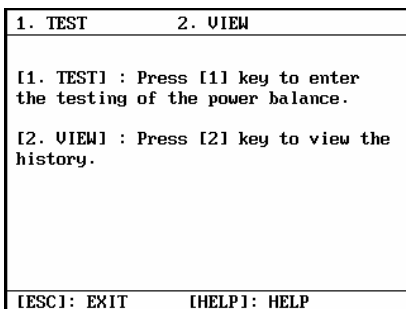 1. TEST 2. VIEW
[1. TEST] : Press [1] key to enter
the testing of the power balance.
[2. VIEW] : Press [2] key to view the
history.
[ESC]: EXIT [HELP]: HELP